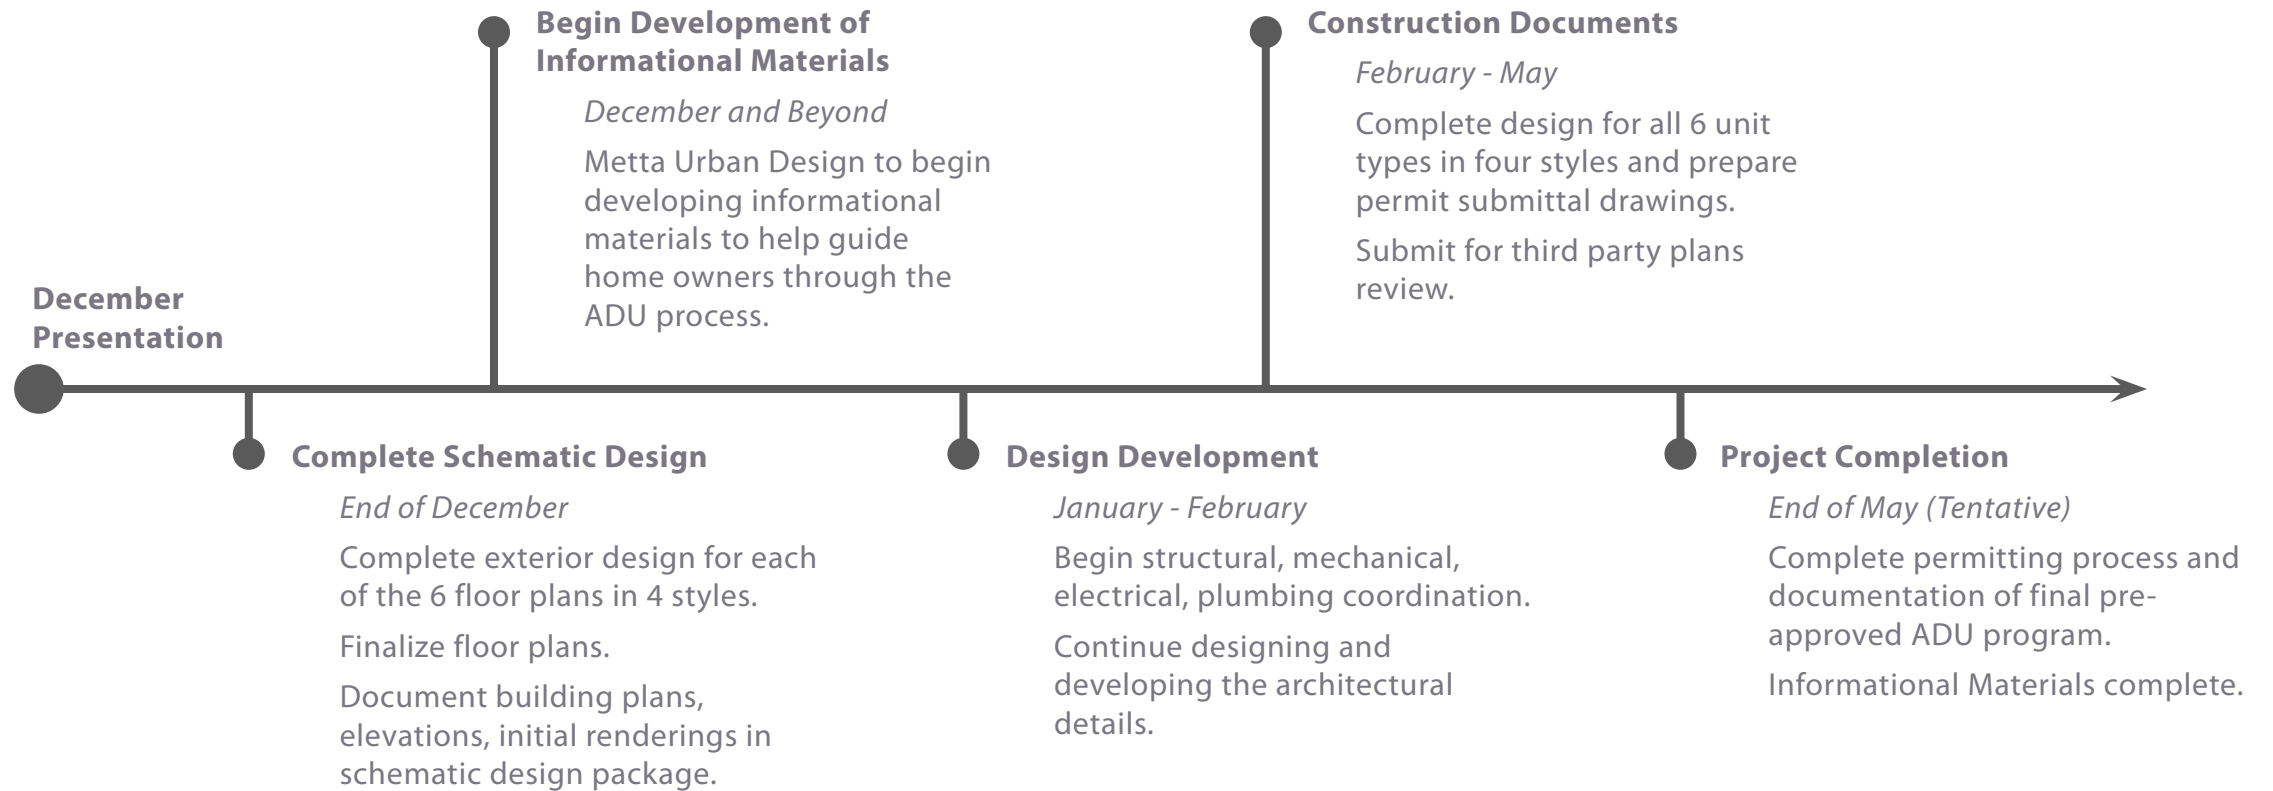 December
Presentation
Complete Schematic Design
End of December
Complete exterior design for each
of the 6 floor plans in 4 styles.
Finalize floor plans.
Document building plans,
elevations, initial renderings in
schematic design package.
Begin Development of
Informational Materials
December and Beyond
Metta Urban Design to begin
developing informational
materials to help guide
home owners through the
ADU process.
Design Development
January - February
Begin structural, mechanical,
electrical, plumbing coordination.
Continue designing and
developing the architectural
details.
Construction Documents
February - May
Complete design for all 6 unit
types in four styles and prepare
permit submittal drawings.
Submit for third party plans
review.
Project Completion
End of May (Tentative)
Complete permitting process and
documentation of final pre-
approved ADU program.
Informational Materials complete.